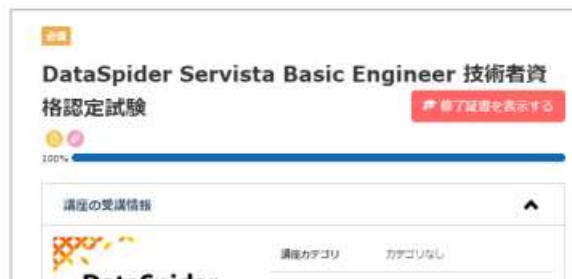 必須
DataSpider Servista Basic Engineer 技術者資
格認定試験
修了証書を表示する
100%
講座の受講情報
講座カテゴリ
カテゴリなし
DataSpider